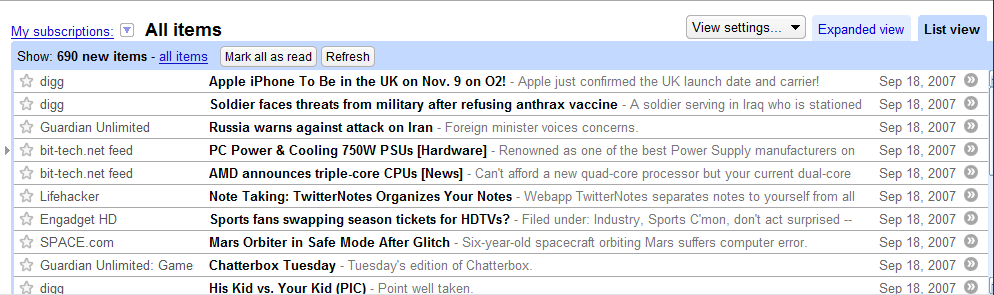 My subscriptions: All items View settings... Expanded view List view
Show: 690 new items - all items Mark all as read Refresh
digg Apple iPhone To Be in the UK on Nov. 9 on O2! - Apple just confirmed the UK launch date and carrier! Sep 18, 2007
digg Soldier faces threats from military after refusing anthrax vaccine - A soldier serving in Iraq who is stationed Sep 18, 2007
Guardian Unlimited Russia warns against attack on Iran - Foreign minister voices concerns. Sep 18, 2007
bit-tech.net feed PC Power & Cooling 750W PSUs [Hardware] - Renowned as one of the best Power Supply manufacturers on Sep 18, 2007
bit-tech.net feed AMD announces triple-core CPUs [News] - Can't afford a new quad-core processor but your current dual-core Sep 18, 2007
Lifehacker Note Taking: TwitterNotes Organizes Your Notes - Webapp TwitterNotes separates notes to yourself from all Sep 18, 2007
Engadget HD Sports fans swapping season tickets for HDTVs? - Filed under: Industry, Sports C'mon, don't act surprised -- Sep 18, 2007
SPACE.com Mars Orbiter in Safe Mode After Glitch - Six-year-old spacecraft orbiting Mars suffers computer error. Sep 18, 2007
Guardian Unlimited: Game Chatterbox Tuesday - Tuesday's edition of Chatterbox. Sep 18, 2007
digg His Kid vs. Your Kid (PIC) - Point well taken. Sep 18, 2007